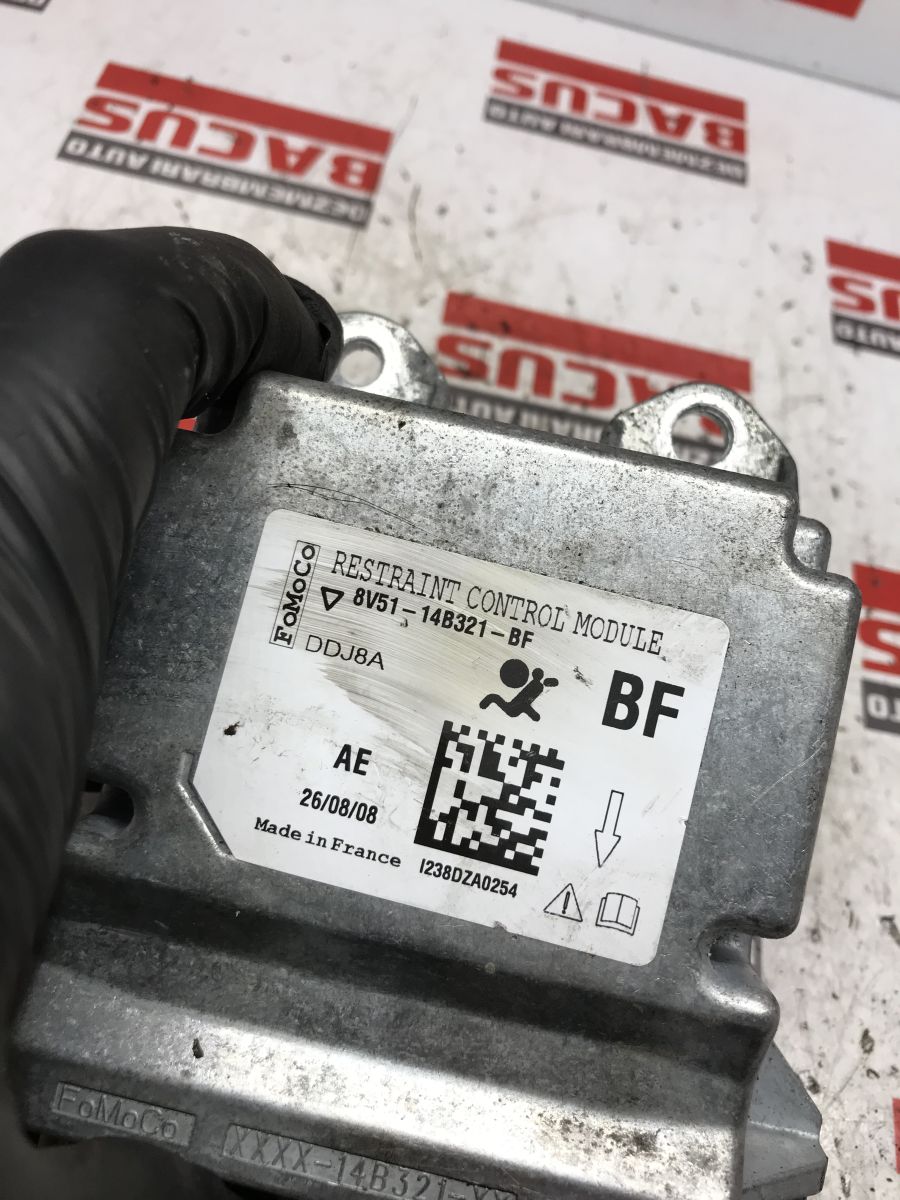 BACUS
DEZMEMBRARI AUTO
BACUS
DEZMEMBRARI AUTO
BACUS
FoMoCo
RESTRAINT CONTROL MODULE
8V51-14B321-BF
DDJ8A
BF
AE
26/08/08
Made in France
I238DZA0254
FoMoCo
XXXX-14B321-XX